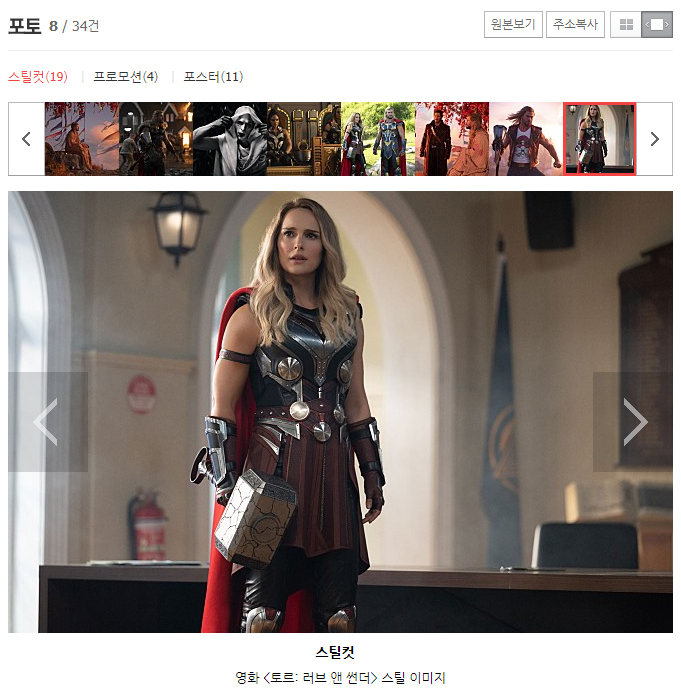 포토 8 / 34건 원본보기 주소복사
스틸컷(19) 프로모션(4) 포스터(11)
스틸컷
영화 <토르: 러브 앤 썬더> 스틸 이미지